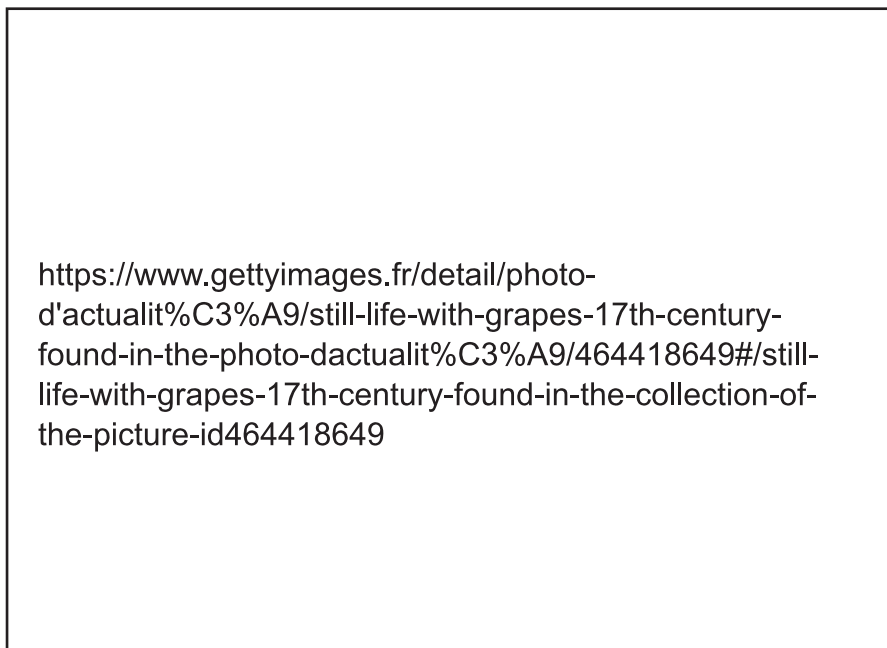 https://www.gettyimages.fr/detail/photo-
d'actualit%C3%A9/still-life-with-grapes-17th-century-
found-in-the-photo-dactualit%C3%A9/464418649#/still-
life-with-grapes-17th-century-found-in-the-collection-of-
the-picture-id464418649